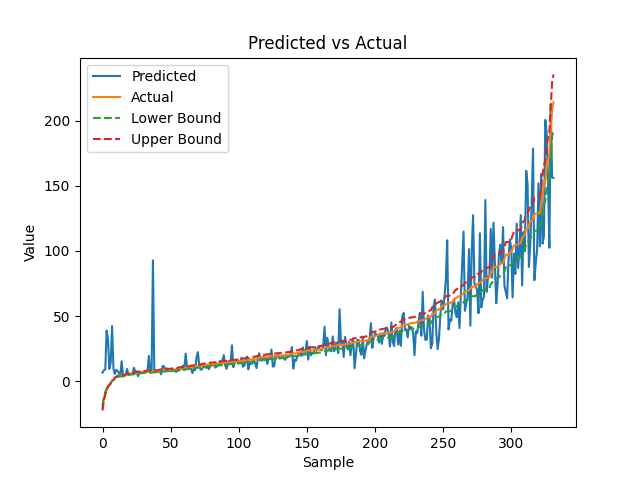 Predicted vs Actual
Predicted
Actual
Lower Bound
Upper Bound
Value
200
150
100
50
0
0 50 100 150 200 250 300
Sample